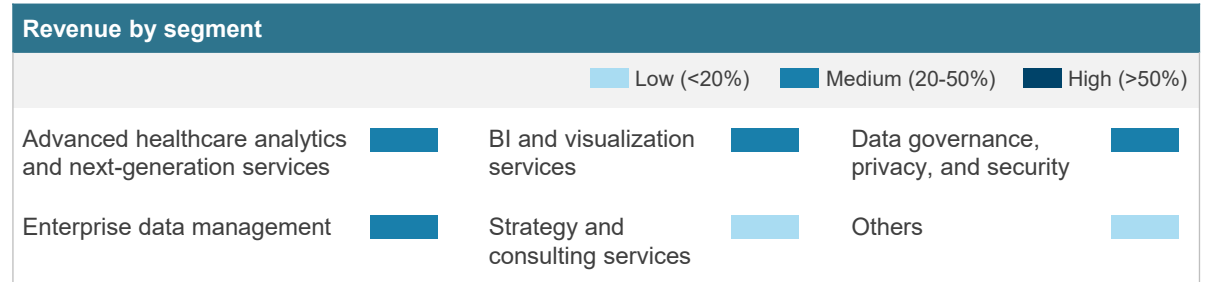 Revenue by segment
Low (<20%) Medium (20-50%) High (>50%)
Advanced healthcare analytics
and next-generation services
BI and visualization
services
Data governance,
privacy, and security
Enterprise data management
Strategy and
consulting services
Others